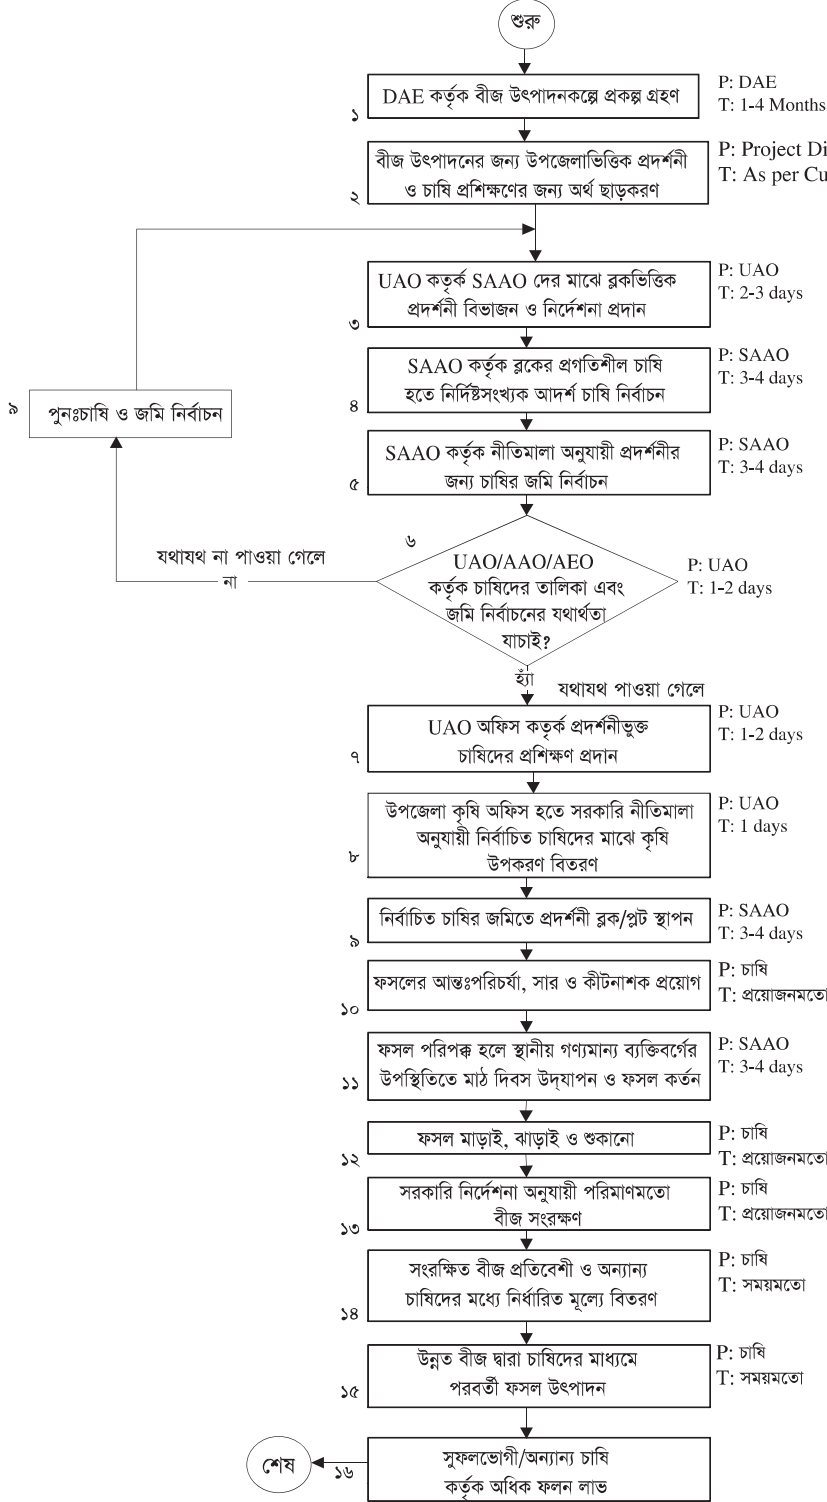 শুরু
DAE কর্তৃক বীজ উৎপাদনকল্পে প্রকল্প গ্রহণ
১
P: DAE
T: 1-4 Months
বীজ উৎপাদনের জন্য উপজেলাভিত্তিক প্রদর্শনী
ও চাষি প্রশিক্ষণের জন্য অর্থ ছাড়করণ
২
P: Project Di
T: As per Cu
UAO কতৃর্ক SAAO দের মাঝে ব্লকভিত্তিক
প্রদর্শনী বিভাজন ও নির্দেশনা প্রদান
৩
P: UAO
T: 2-3 days
SAAO কর্তৃক ব্লকের প্রগতিশীল চাষি
হতে নির্দিষ্টসংখ্যক আদর্শ চাষি নির্বাচন
৪
P: SAAO
T: 3-4 days
পুনঃচাষি ও জমি নির্বাচন
SAAO কর্তৃক নীতিমালা অনুযায়ী প্রদর্শনীর
জন্য চাষির জমি নির্বাচন
৫
P: SAAO
T: 3-4 days
৬
UAO/AAO/AEO
কর্তৃক চাষিদের তালিকা এবং
জমি নির্বাচনের যথার্থতা
যাচাই?
P: UAO
T: 1-2 days
যথাযথ না পাওয়া গেলে
না
হ্যাঁ
যথাযথ পাওয়া গেলে
UAO অফিস কতৃর্ক প্রদর্শনীভুক্ত
চাষিদের প্রশিক্ষণ প্রদান
৭
P: UAO
T: 1-2 days
উপজেলা কৃষি অফিস হতে সরকারি নীতিমালা
অনুযায়ী নির্বাচিত চাষিদের মাঝে কৃষি
উপকরণ বিতরণ
৮
P: UAO
T: 1 days
নির্বাচিত চাষির জমিতে প্রদর্শনী ব্লক/প্লট স্থাপন
৯
P: SAAO
T: 3-4 days
ফসলের আন্তঃপরিচর্যা, সার ও কীটনাশক প্রয়োগ
১০
P: চাষি
T: প্রয়োজনমতো
ফসল পরিপক্ক হলে স্থানীয় গণ্যমান্য ব্যক্তিবর্গের
উপস্থিতিতে মাঠ দিবস উদ্‌যাপন ও ফসল কর্তন
১১
P: SAAO
T: 3-4 days
ফসল মাড়াই, ঝাড়াই ও শুকানো
১২
P: চাষি
T: প্রয়োজনমতো
সরকারি নির্দেশনা অনুযায়ী পরিমাণমতো
বীজ সংরক্ষণ
১৩
P: চাষি
T: প্রয়োজনমতো
সংরক্ষিত বীজ প্রতিবেশী ও অন্যান্য
চাষিদের মধ্যে নির্ধারিত মূল্যে বিতরণ
১৪
P: চাষি
T: সময়মতো
উন্নত বীজ দ্বারা চাষিদের মাধ্যমে
পরবর্তী ফসল উৎপাদন
১৫
P: চাষি
T: সময়মতো
শেষ
১৬
সুফলভোগী/অন্যান্য চাষি
কর্তৃক অধিক ফলন লাভ